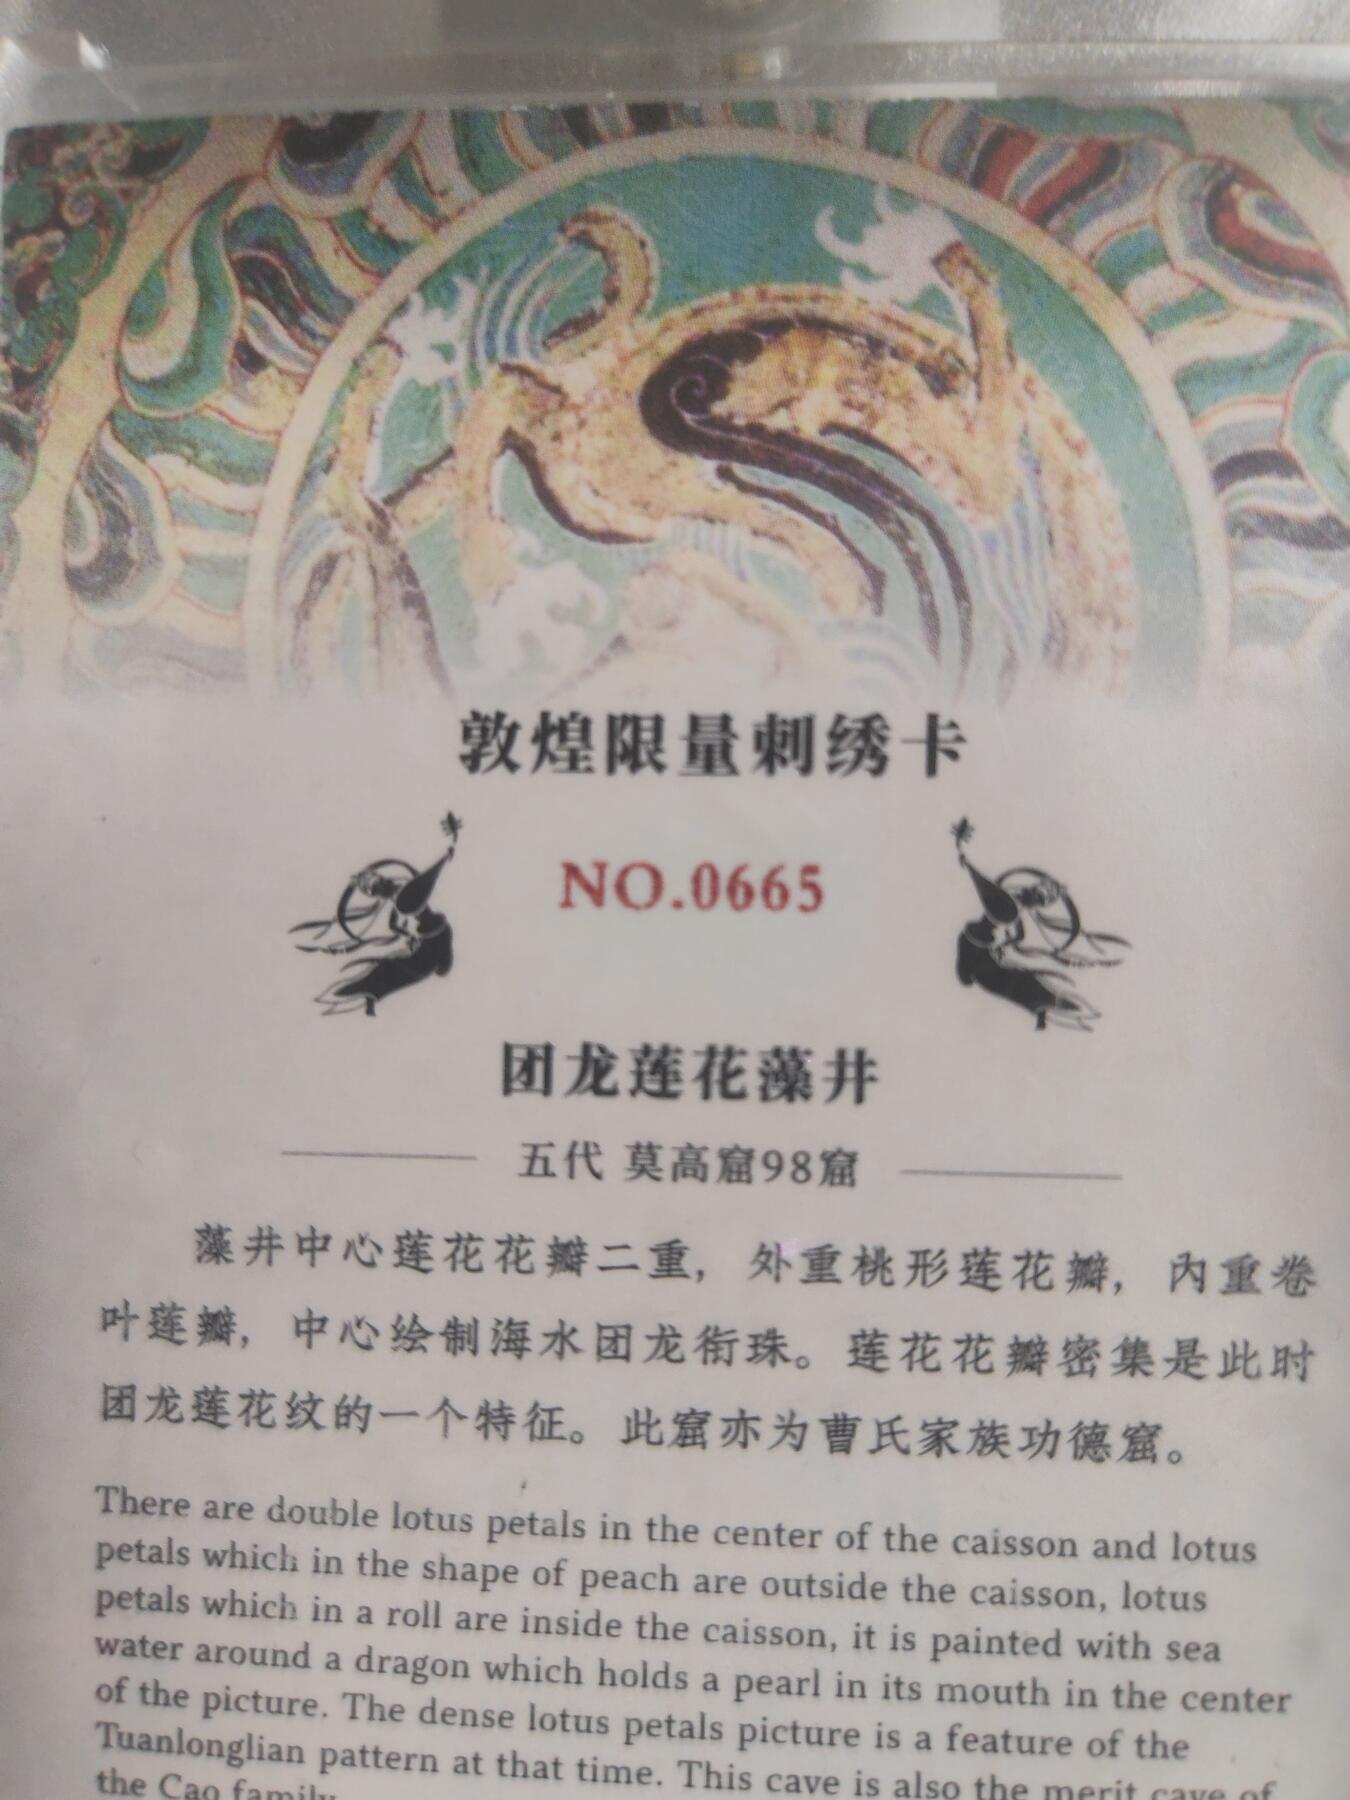 敦煌限量刺绣卡
NO.0665
团龙莲花藻井
五代 莫高窟98窟
藻井中心莲花花瓣二重，外重桃形莲花瓣，内重卷
叶莲瓣，中心绘制海水团龙衔珠。莲花花瓣密集是此时
团龙莲花纹的一个特征。此窟亦为曹氏家族功德窟。
There are double lotus petals in the center of the caisson and lotus
petals which in the shape of peach are outside the caisson, lotus
petals which in a roll are inside the caisson, it is painted with sea
water around a dragon which holds a pearl in its mouth in the center
of the picture. The dense lotus petals picture is a feature of the
Tuanlonglian pattern at that time. This cave is also the merit cave of
the Cao family